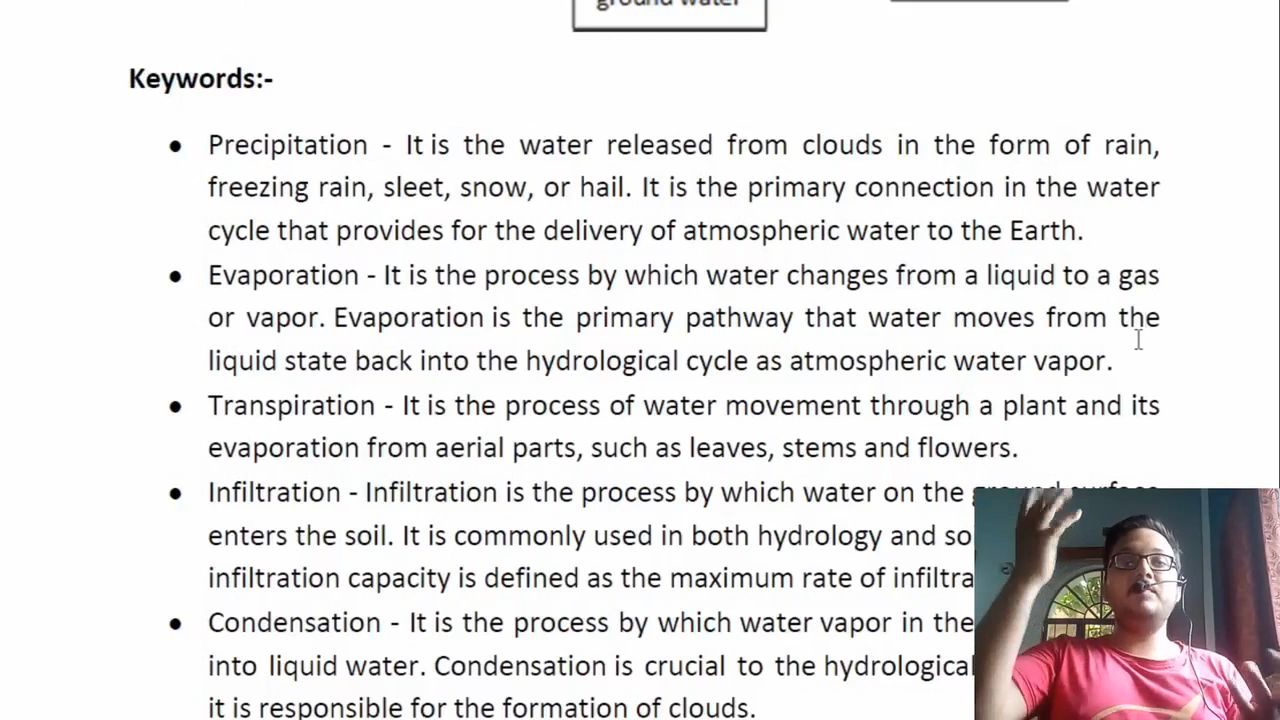 ground water
Keywords:-
• Precipitation - It is the water released from clouds in the form of rain,
freezing rain, sleet, snow, or hail. It is the primary connection in the water
cycle that provides for the delivery of atmospheric water to the Earth.
• Evaporation - It is the process by which water changes from a liquid to a gas
or vapor. Evaporation is the primary pathway that water moves from the
liquid state back into the hydrological cycle as atmospheric water vapor.
• Transpiration - It is the process of water movement through a plant and its
evaporation from aerial parts, such as leaves, stems and flowers.
• Infiltration - Infiltration is the process by which water on the ground surface
enters the soil. It is commonly used in both hydrology and so
infiltration capacity is defined as the maximum rate of infiltra
• Condensation - It is the process by which water vapor in the
into liquid water. Condensation is crucial to the hydrological
it is responsible for the formation of clouds.